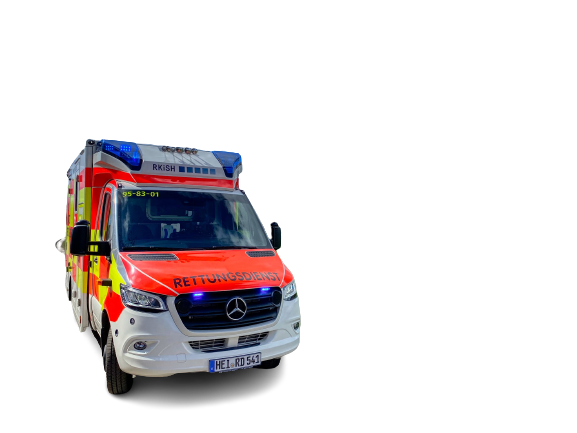 RKiSH
95-83-01
RETTUNGSDIENST
HEI RD 541